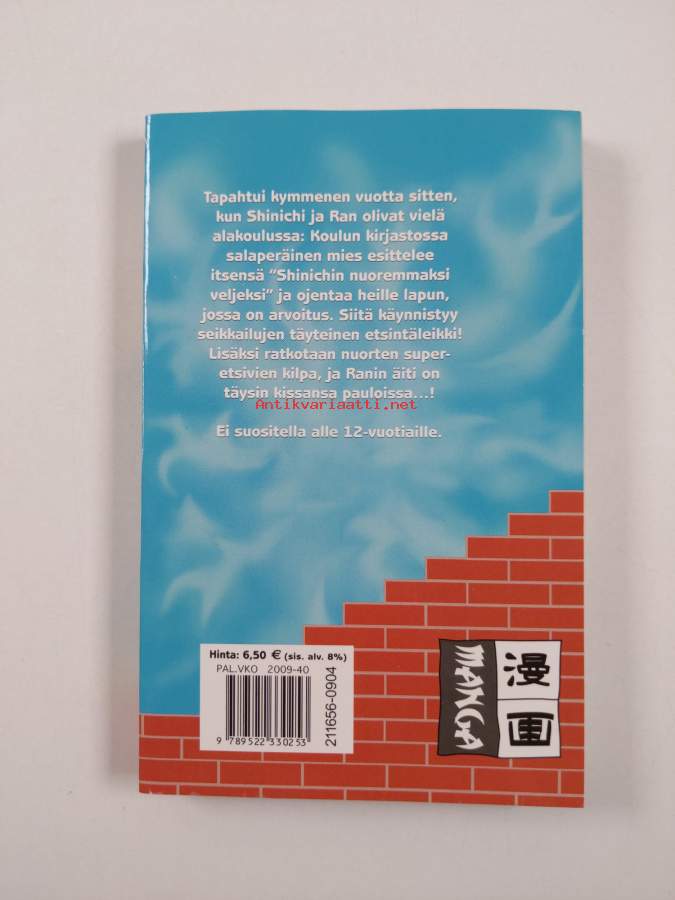 Tapahtui kymmenen vuotta sitten,
kun Shinichi ja Ran olivat vielä
alakoulussa: Koulun kirjastossa
salaperäinen mies esittelee
itsensä ”Shinichin nuoremmaksi
veljeksi” ja ojentaa heille lapun,
jossa on arvoitus. Siitä käynnistyy
seikkailujen täyteinen etsintäleikki!
Lisäksi ratkotaan nuorten super-
etsivien kilpa, ja Ranin äiti on
täysin kissansa pauloissa...!
Antikvariaatti.net
Ei suositella alle 12-vuotiaille.
Hinta: 6,50 € (sis. alv. 8%)
PAL.VKO 2009-40
9 789522 330253
211656-0904
MANGA
漫
画